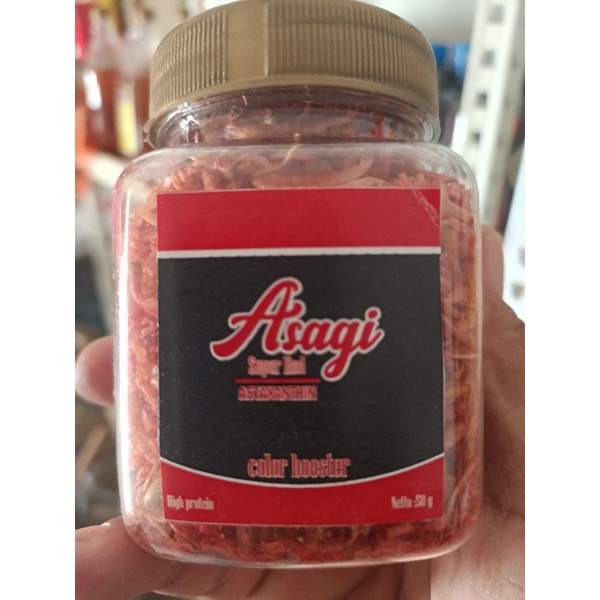 Asagi
Super Red
ASTAXANTHIN
color booster
High protein
Netto :50 g